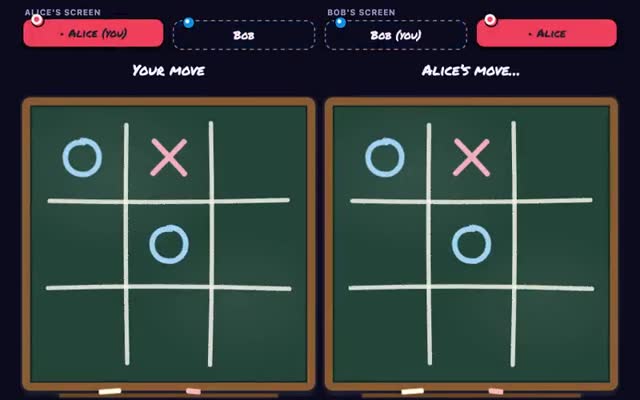 ALICE'S SCREEN
• ALICE (YOU)
BOB
YOUR MOVE
BOB'S SCREEN
BOB (YOU)
• ALICE
ALICE'S MOVE...
O X
O
O X
O